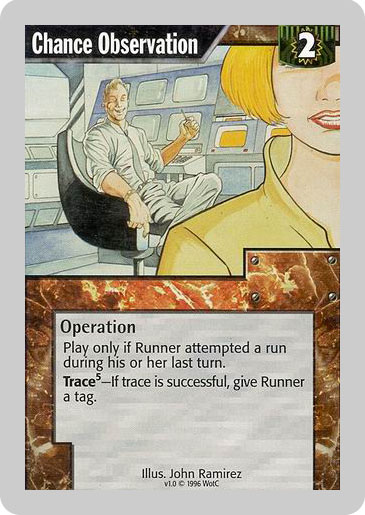 Chance Observation
2
Operation
Play only if Runner attempted a run
during his or her last turn.
Trace⁵—If trace is successful, give Runner
a tag.
Illus. John Ramirez
v1.0 © 1996 WotC